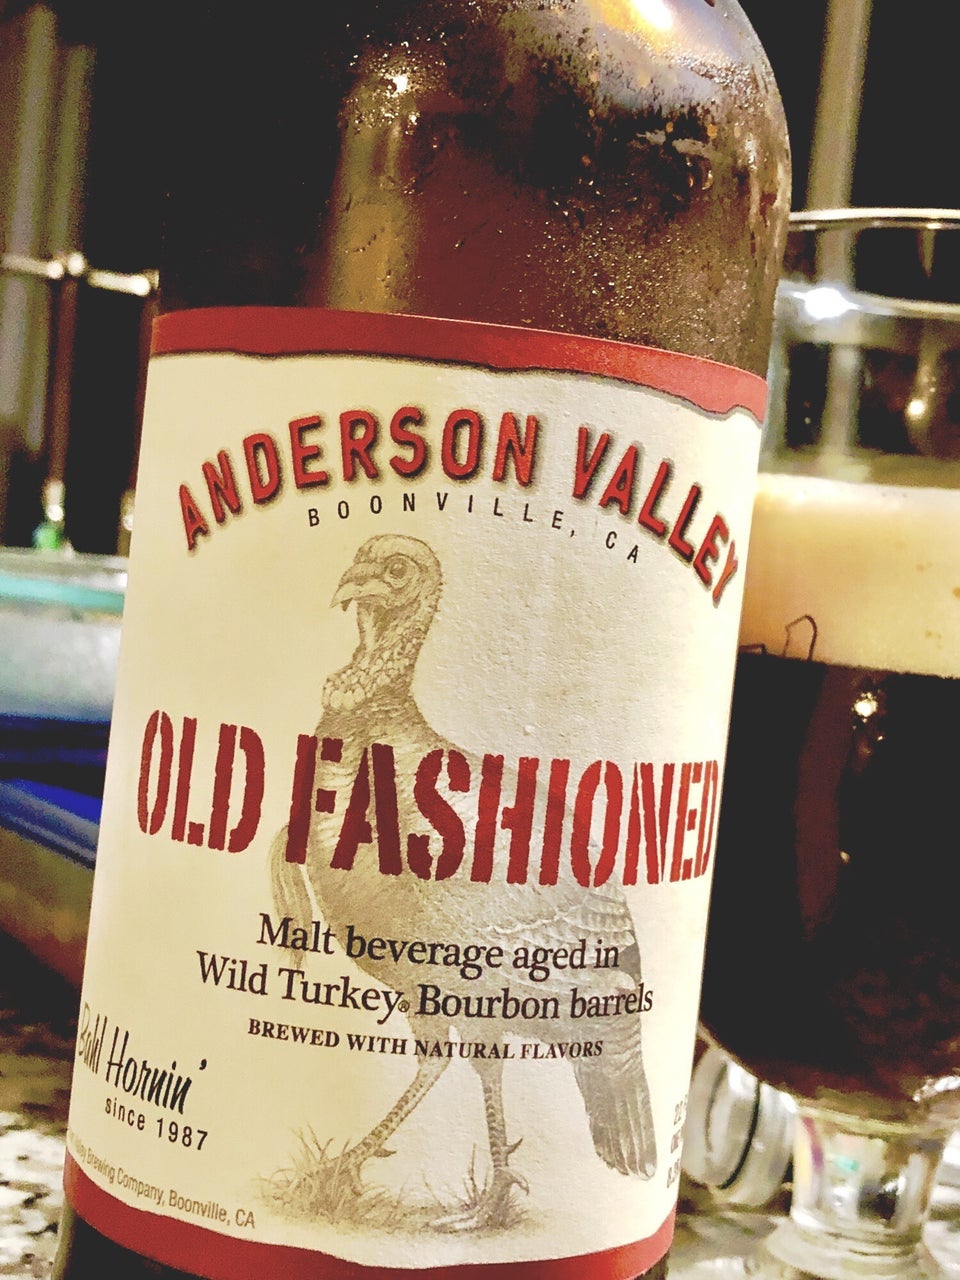 ANDERSON VALLEY
BOONVILLE, CA
OLD FASHIONED
Malt beverage aged in
Wild Turkey® Bourbon barrels
BREWED WITH NATURAL FLAVORS
Bahl Hornin'
since 1987
Brewing Company, Boonville, CA